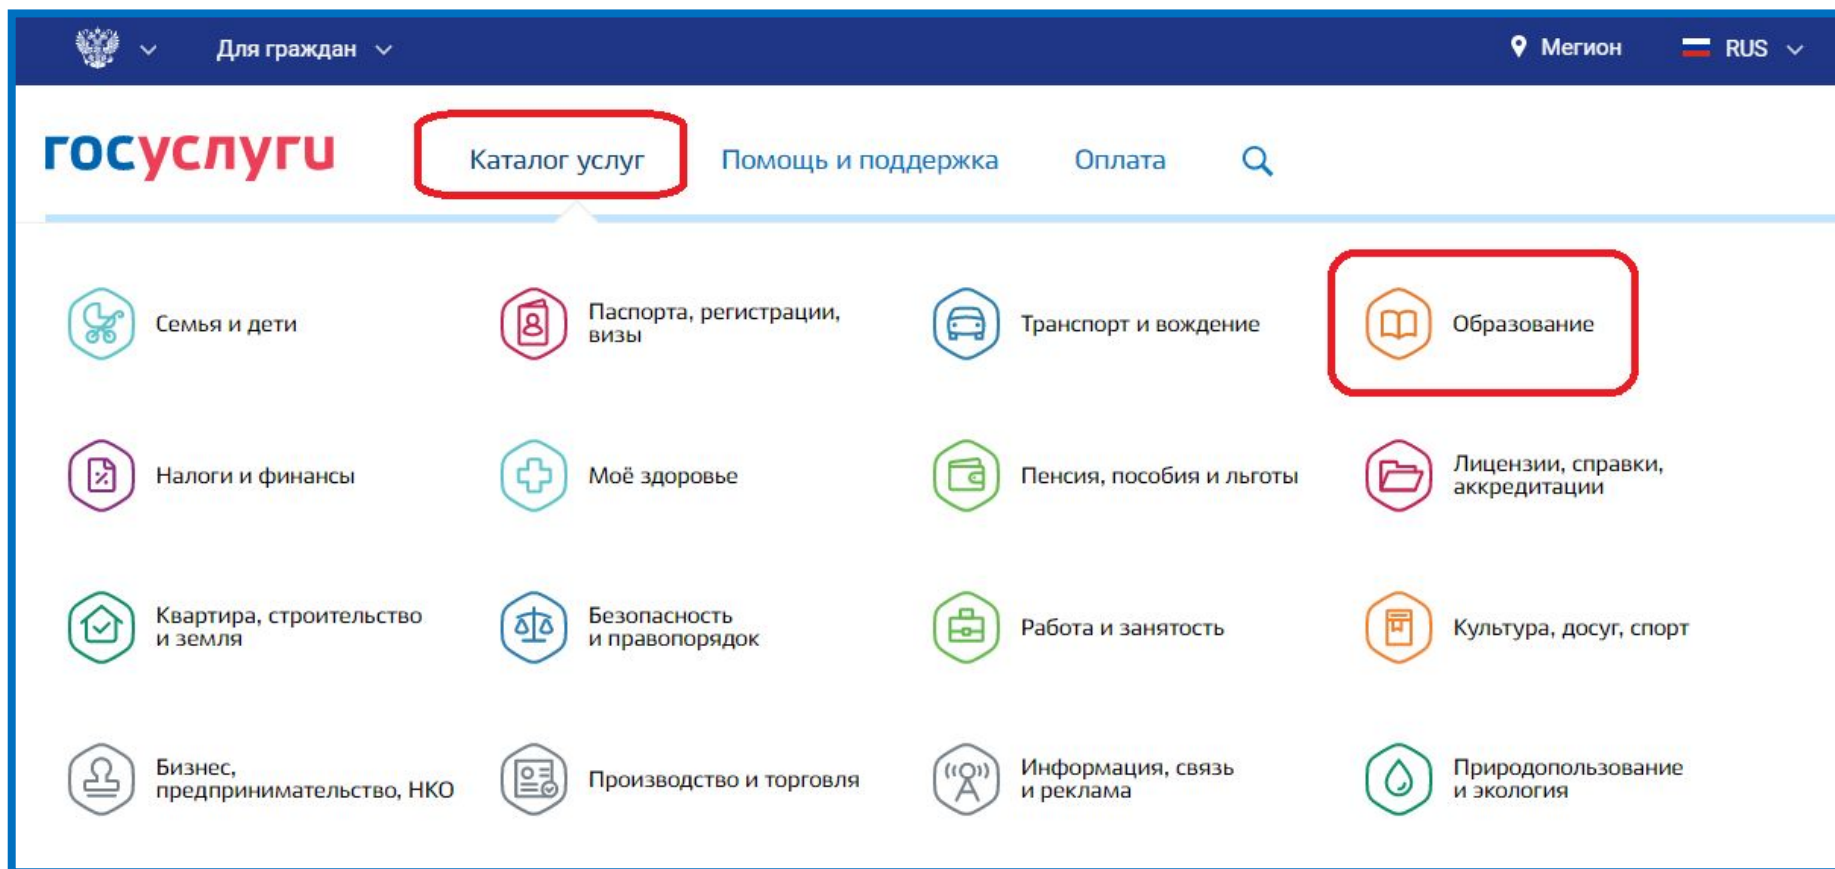 Для граждан
Мегион
RUS
госуслуги
Каталог услуг
Помощь и поддержка
Оплата
Семья и дети
Паспорта, регистрации,
визы
Транспорт и вождение
Образование
Налоги и финансы
Моё здоровье
Пенсия, пособия и льготы
Лицензии, справки,
аккредитации
Квартира, строительство
и земля
Безопасность
и правопорядок
Работа и занятость
Культура, досуг, спорт
Бизнес,
предпринимательство, НКО
Производство и торговля
Информация, связь
и реклама
Природопользование
и экология